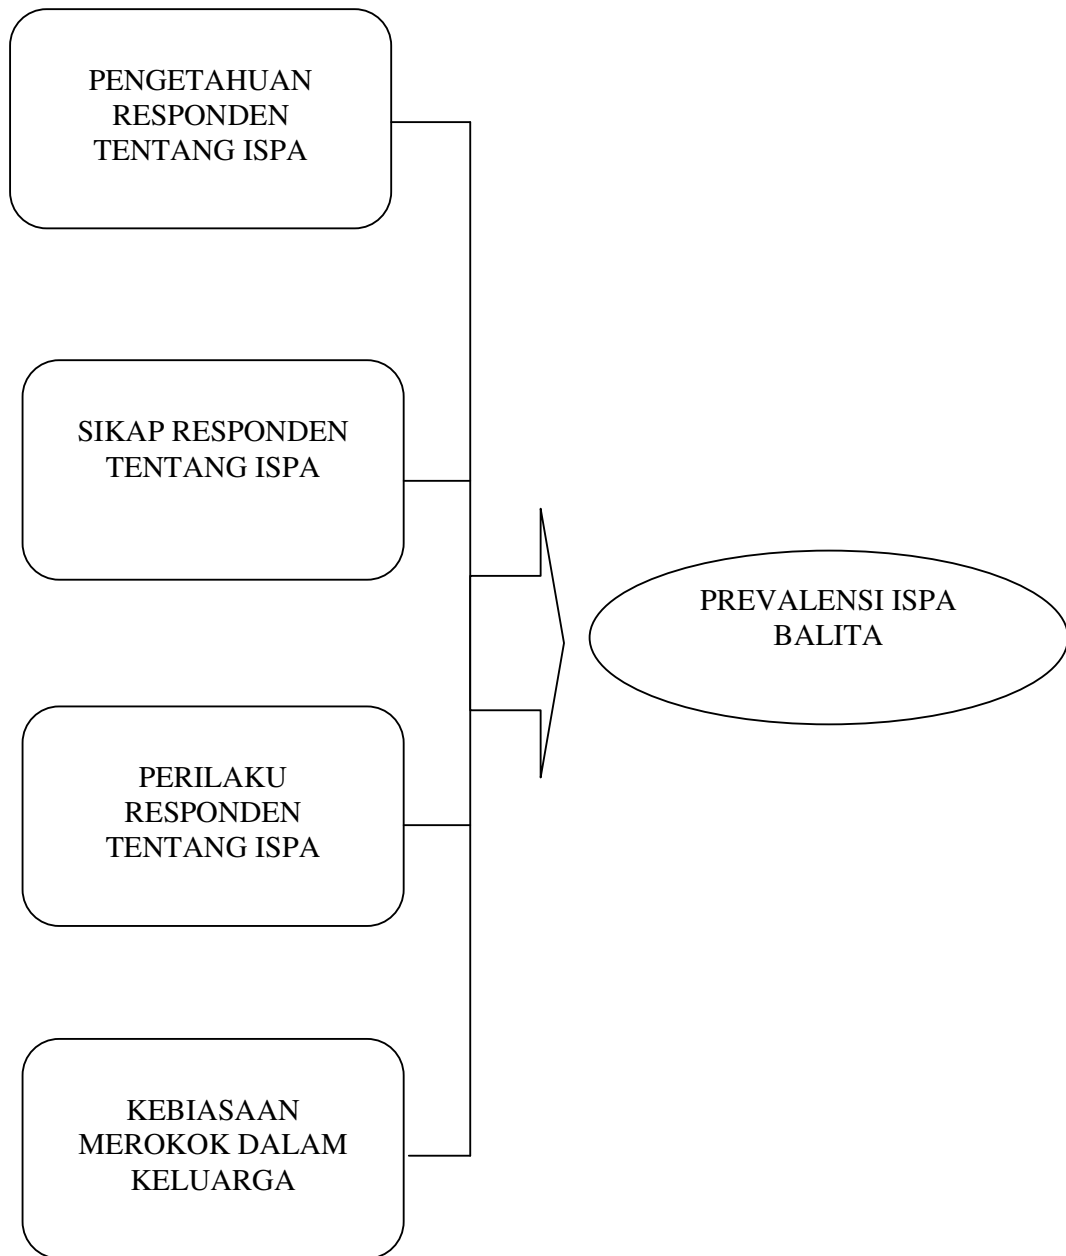 PENGETAHUAN
RESPONDEN
TENTANG ISPA
SIKAP RESPONDEN
TENTANG ISPA
PREVALENSI ISPA
BALITA
PERILAKU
RESPONDEN
TENTANG ISPA
KEBIASAAN
MEROKOK DALAM
KELUARGA